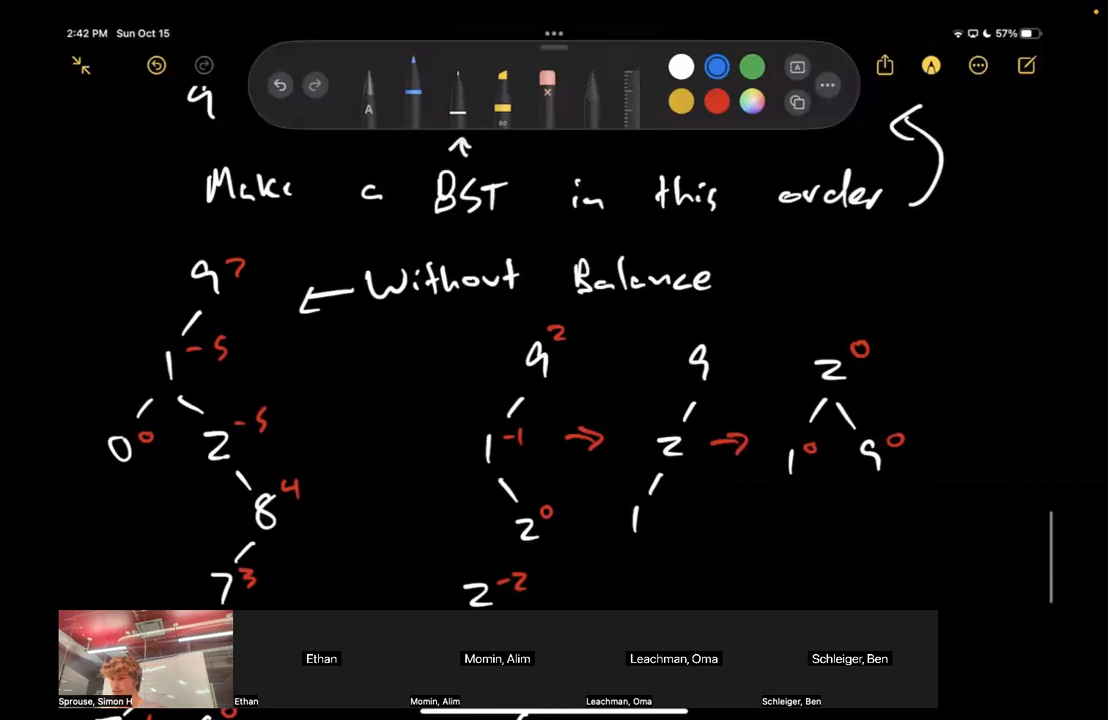 2:42 PM Sun Oct 15
57%
A
80
9
Make a BST in this order
9 7
Without Balance
1 -5
0 0
2 -5
8 4
7 3
9 2
1 -1
2 0
2 -2
9
2
1
2 0
1 0
9 0
Ethan
Momin, Alim
Leachman, Oma
Schleiger, Ben
Sprouse, Simon H
Ethan
Momin, Alim
Leachman, Oma
Schleiger, Ben